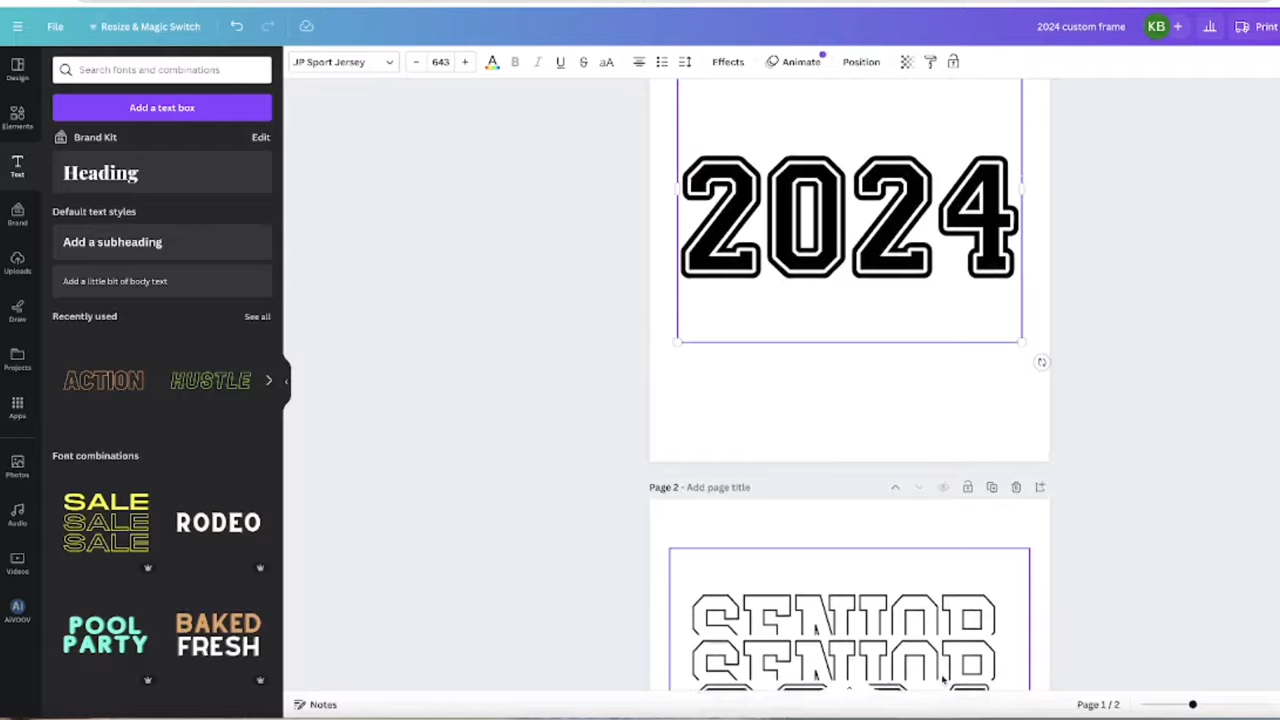 File
Resize & Magic Switch
2024 custom frame
KB
Print
JP Sport Jersey
643
B
I
U
S
aA
Effects
Animate
Position
Design
Elements
Text
Brand
Uploads
Draw
Projects
Apps
Photos
Audio
Videos
AiVOOV
Search fonts and combinations
Add a text box
Brand Kit
Edit
Heading
Default text styles
Add a subheading
Add a little bit of body text
Recently used
See all
ACTION
HUSTLE
Font combinations
SALE
SALE
SALE
RODEO
POOL
PARTY
BAKED
FRESH
2024
Page 2 - Add page title
SENIOR
SENIOR
Notes
Page 1 / 2